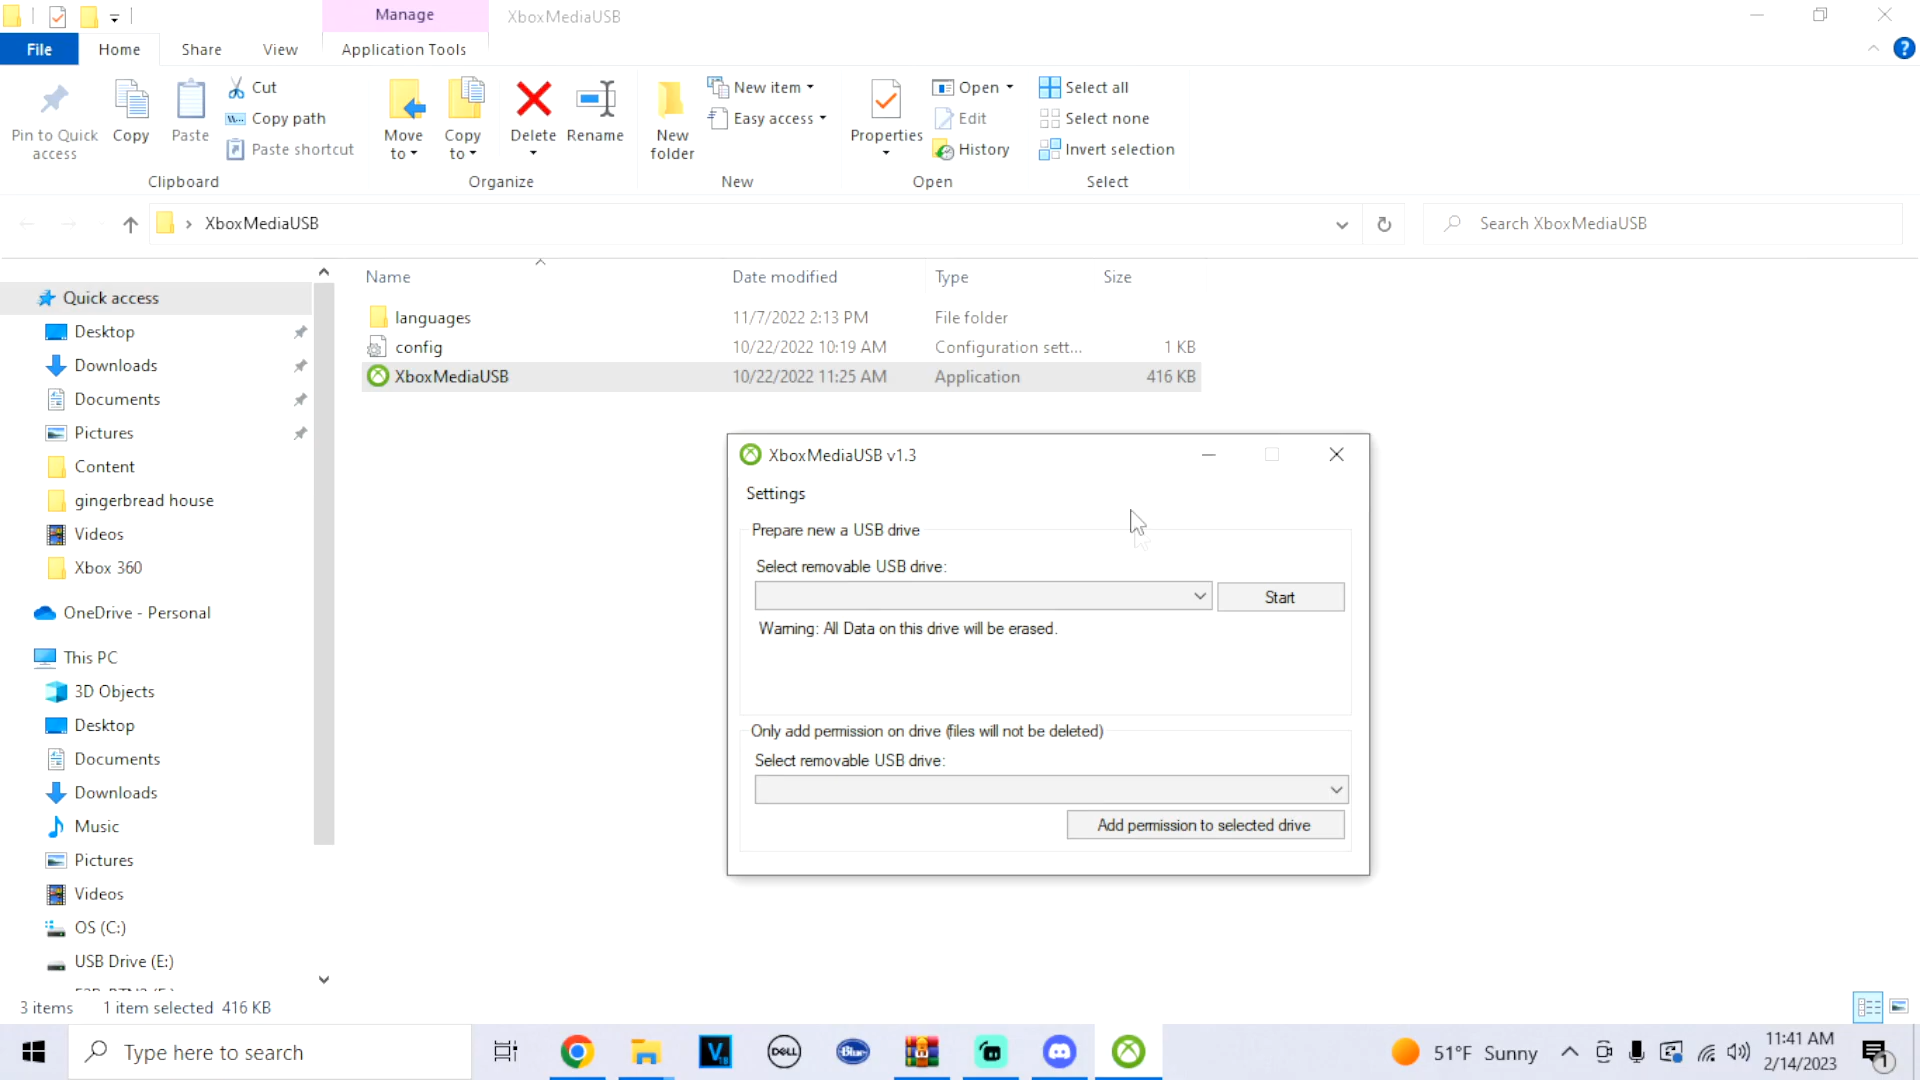 Manage
XboxMediaUSB
File
Home
Share
View
Application Tools
?
Pin to Quick access
Copy
Paste
Cut
Copy path
Paste shortcut
Move to
Copy to
Delete
Rename
New folder
New item
Easy access
Properties
Open
Edit
History
Select all
Select none
Invert selection
Clipboard
Organize
New
Open
Select
XboxMediaUSB
Search XboxMediaUSB
Name
Date modified
Type
Size
languages 11/7/2022 2:13 PM File folder
config 10/22/2022 10:19 AM Configuration sett... 1 KB
XboxMediaUSB 10/22/2022 11:25 AM Application 416 KB
Quick access
Desktop
Downloads
Documents
Pictures
Content
gingerbread house
Videos
Xbox 360
OneDrive - Personal
This PC
3D Objects
Desktop
Documents
Downloads
Music
Pictures
Videos
OS (C:)
USB Drive (E:)
XboxMediaUSB v1.3
Settings
Prepare new a USB drive
Select removable USB drive:
Start
Warning: All Data on this drive will be erased.
Only add permission on drive (files will not be deleted)
Select removable USB drive:
Add permission to selected drive
3 items 1 item selected 416 KB
Type here to search
DELL
Blue
51°F Sunny
11:41 AM
2/14/2023
1